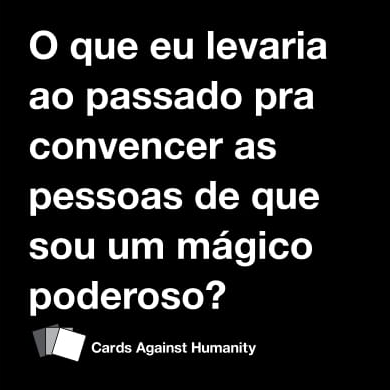 O que eu levaria
ao passado pra
convencer as
pessoas de que
sou um mágico
poderoso?
Cards Against Humanity